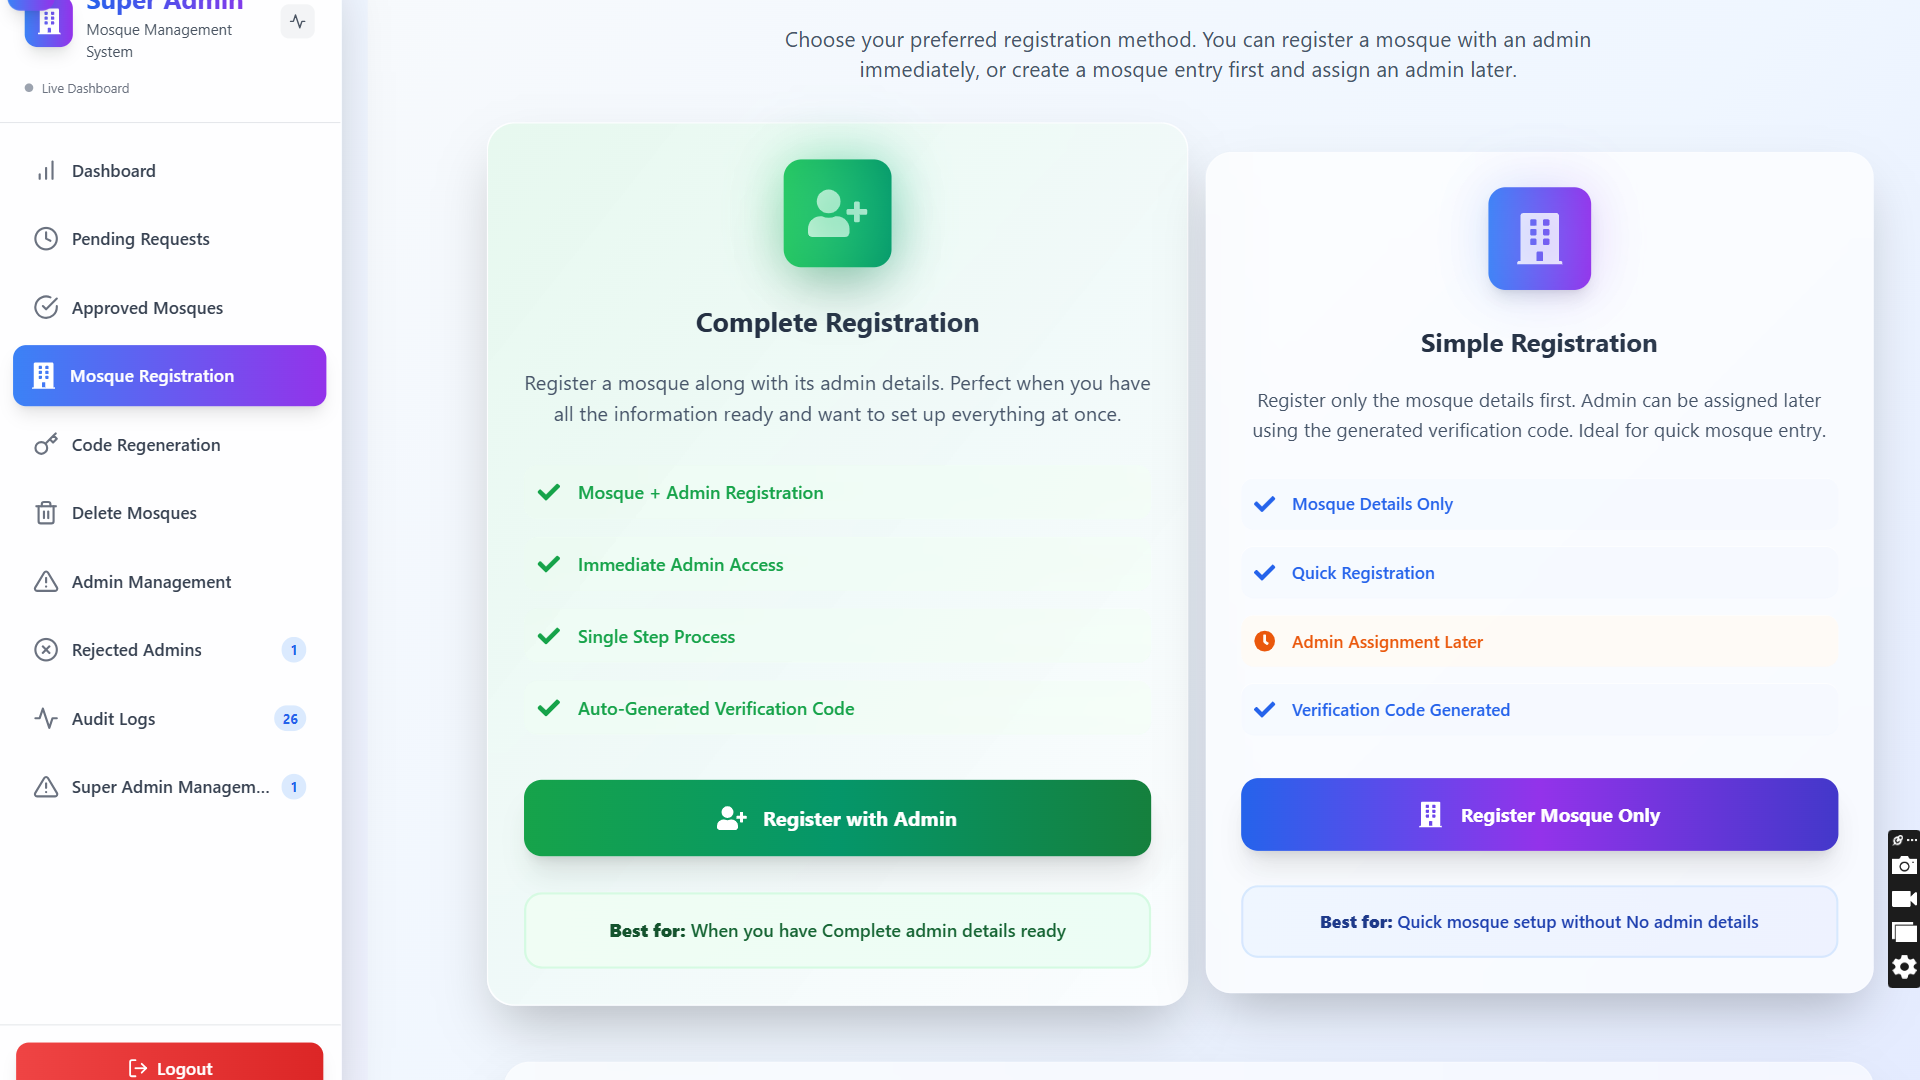 Super Admin
Mosque Management
System
Live Dashboard
Dashboard
Pending Requests
Approved Mosques
Mosque Registration
Code Regeneration
Delete Mosques
Admin Management
Rejected Admins 1
Audit Logs 26
Super Admin Managem... 1
Logout
Choose your preferred registration method. You can register a mosque with an admin
immediately, or create a mosque entry first and assign an admin later.
Complete Registration
Register a mosque along with its admin details. Perfect when you have
all the information ready and want to set up everything at once.
Mosque + Admin Registration
Immediate Admin Access
Single Step Process
Auto-Generated Verification Code
Register with Admin
Best for: When you have Complete admin details ready
Simple Registration
Register only the mosque details first. Admin can be assigned later
using the generated verification code. Ideal for quick mosque entry.
Mosque Details Only
Quick Registration
Admin Assignment Later
Verification Code Generated
Register Mosque Only
Best for: Quick mosque setup without No admin details